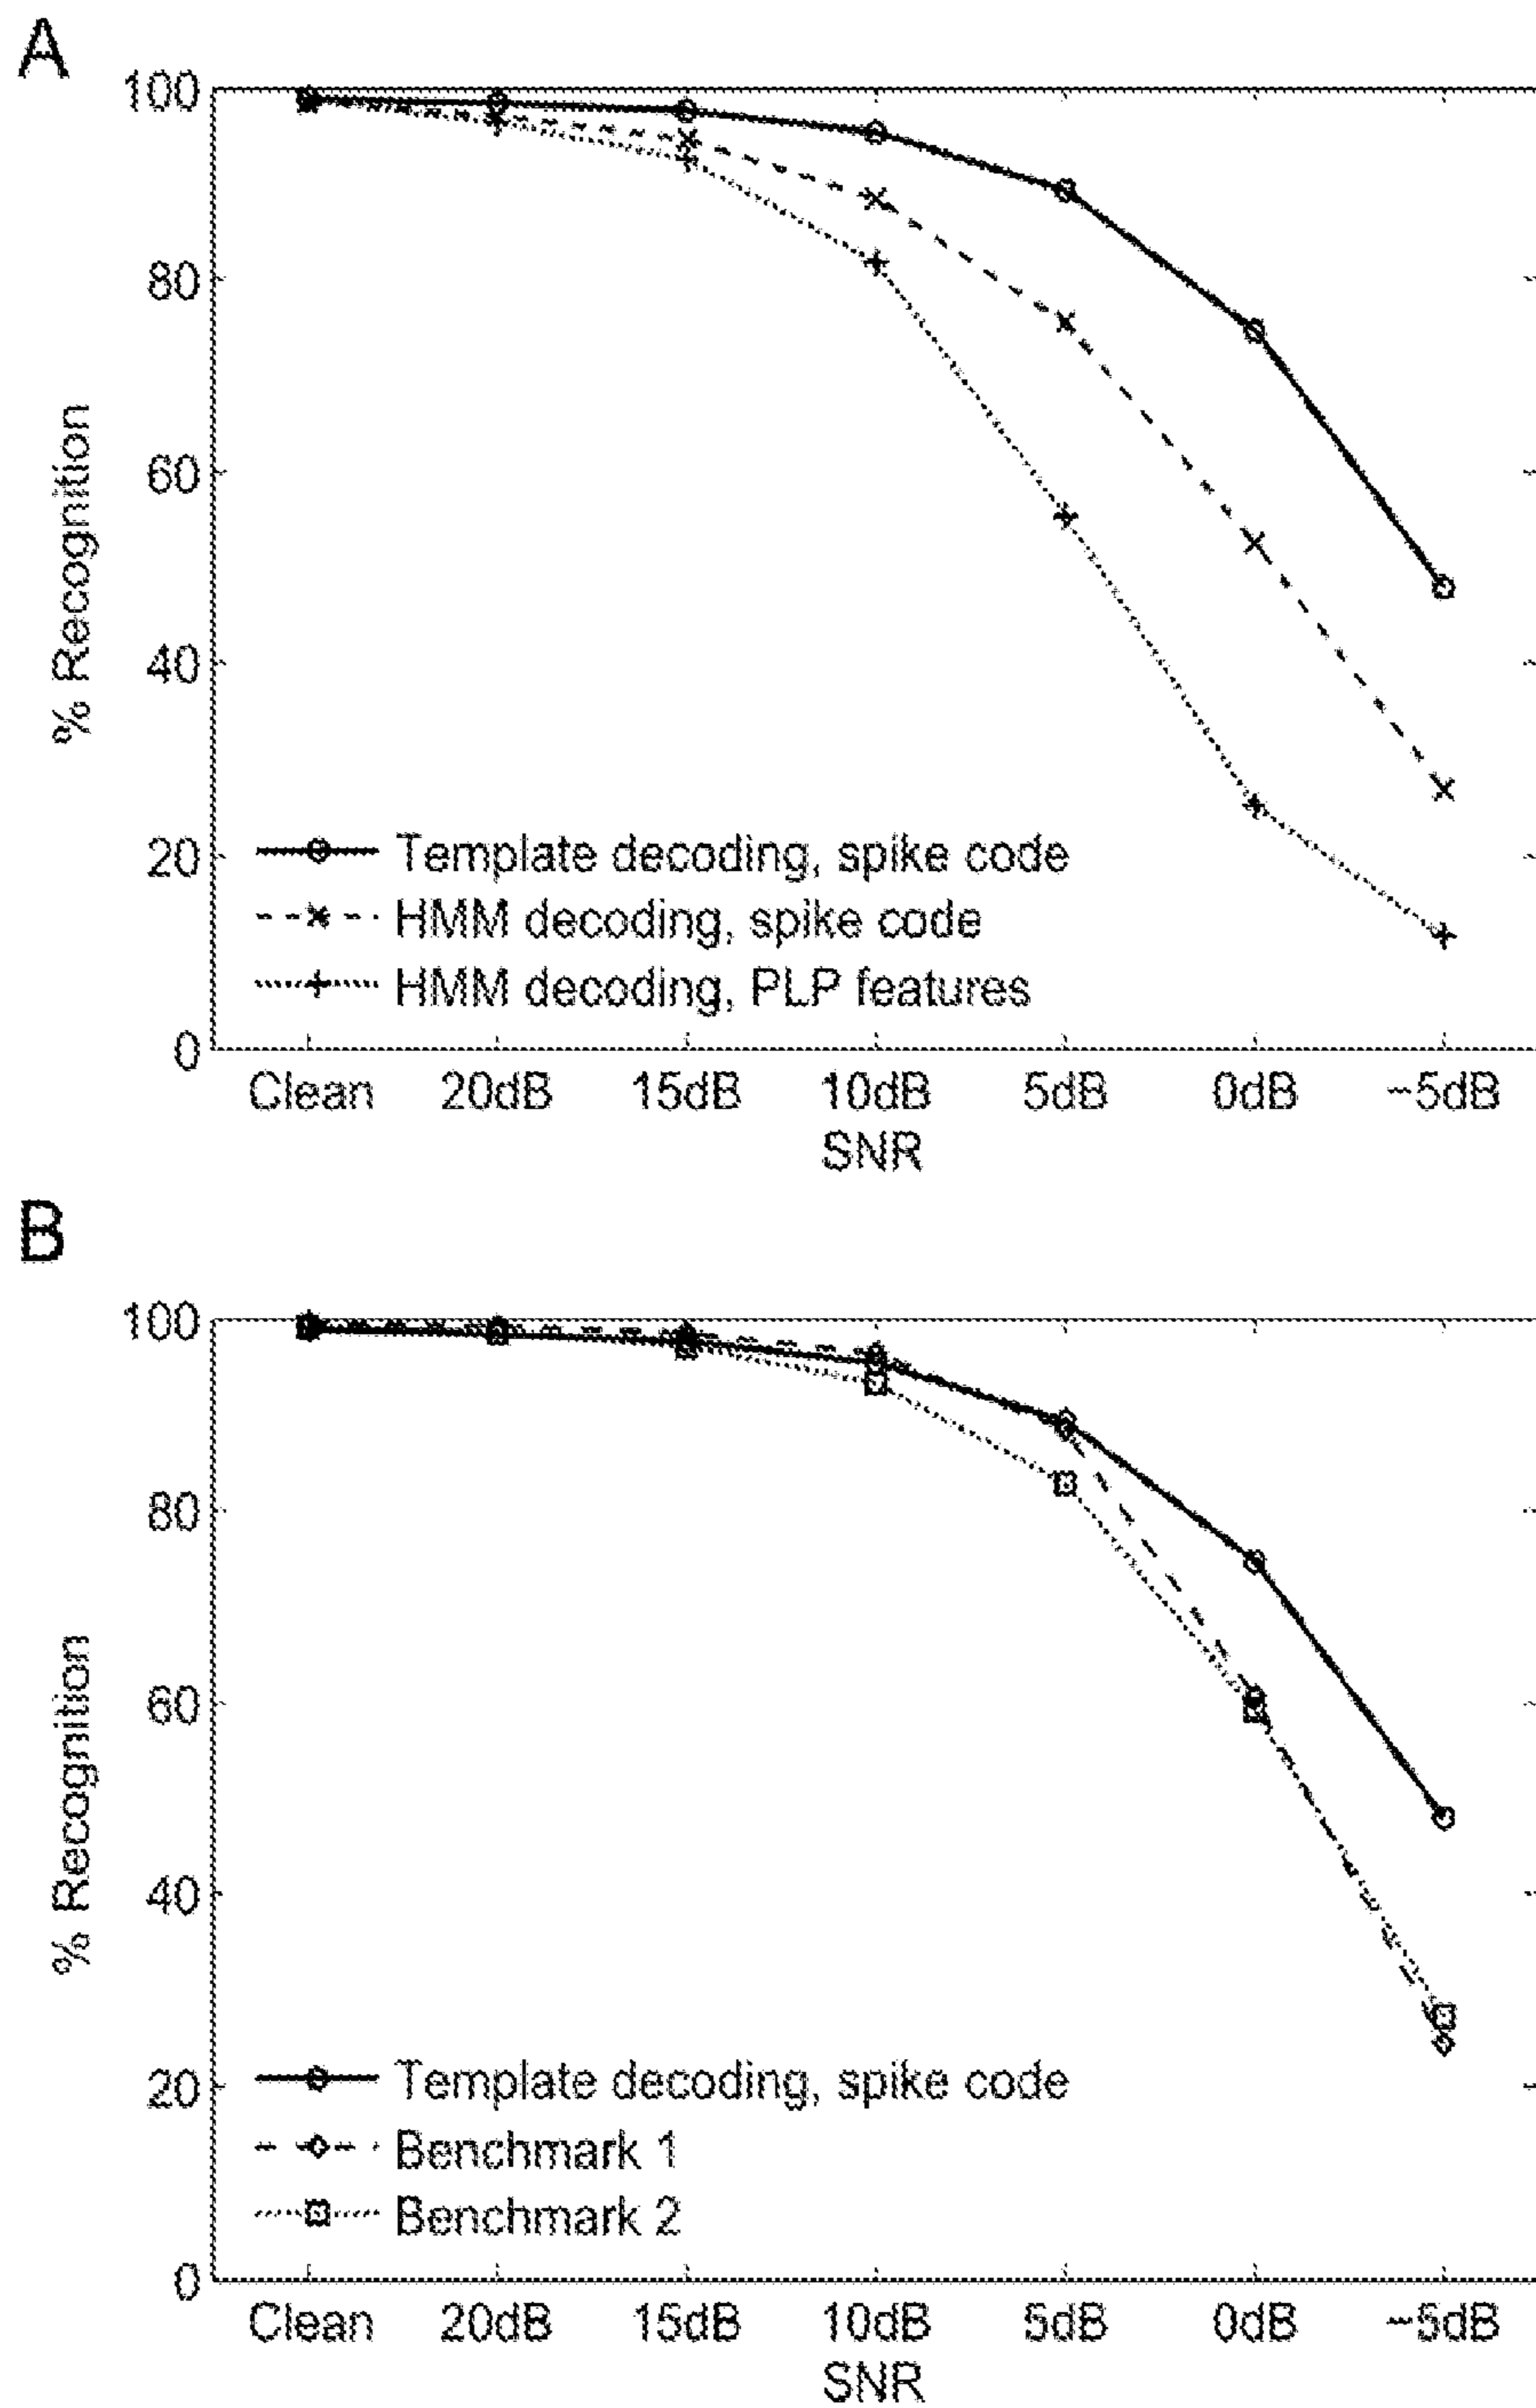 A
100
80
60
40
20
0
% Recognition
Template decoding, spike code
HMM decoding, spike code
HMM decoding, PLP features
Clean 20dB 15dB 10dB 5dB 0dB −5dB
SNR
B
100
80
60
40
20
0
% Recognition
Template decoding, spike code
Benchmark 1
Benchmark 2
Clean 20dB 15dB 10dB 5dB 0dB −5dB
SNR